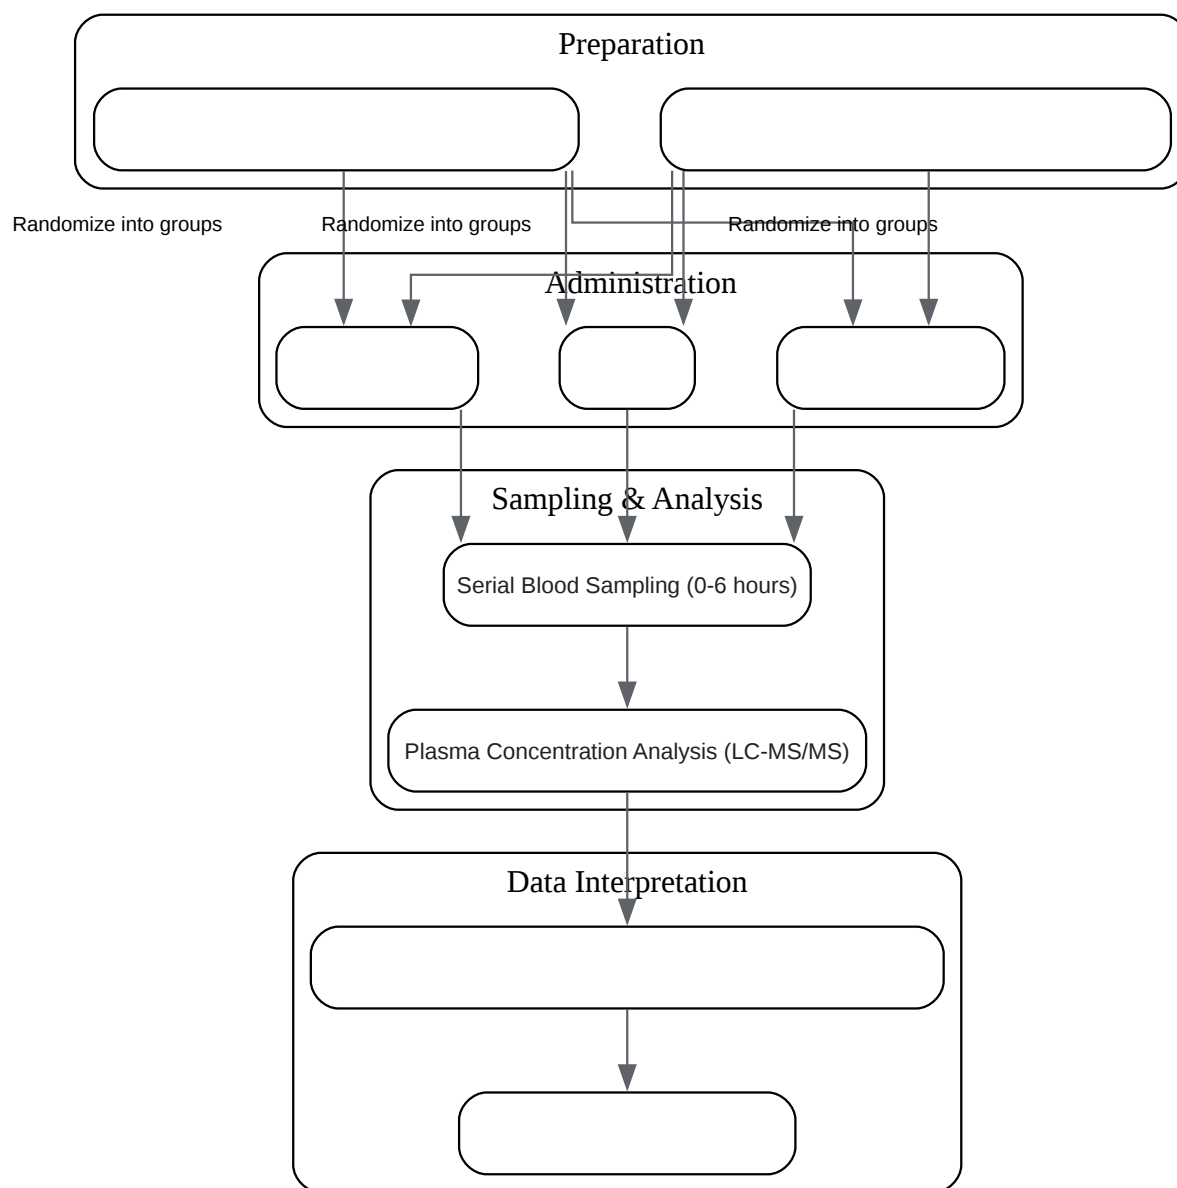 Preparation
Randomize into groups
Randomize into groups
Randomize into groups
Administration
Sampling & Analysis
Serial Blood Sampling (0-6 hours)
Plasma Concentration Analysis (LC-MS/MS)
Data Interpretation